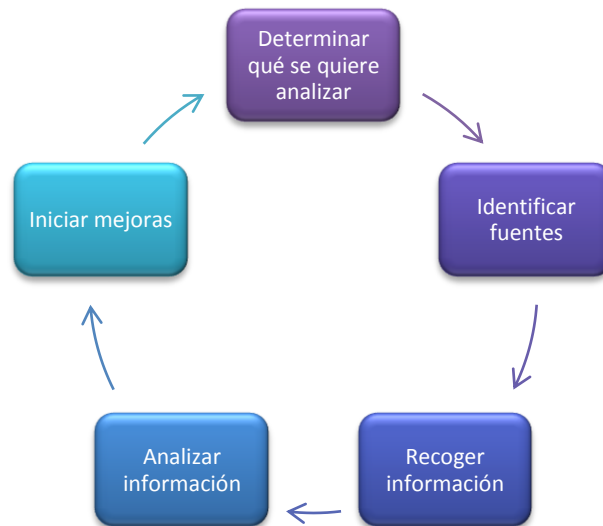 Determinar
qué se quiere
analizar
Identificar
fuentes
Recoger
información
Analizar
información
Iniciar mejoras